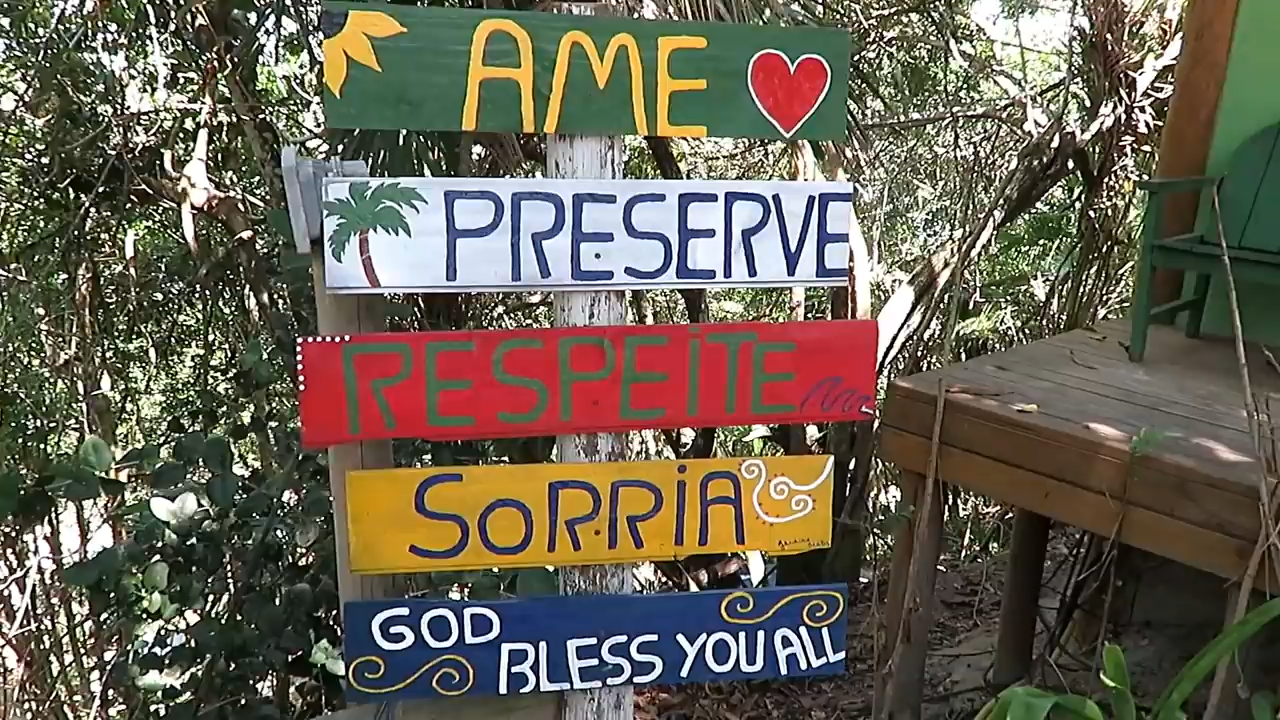 AME
PRESERVE
RESPEiTE
SoRRiA
GOD
BLESS YOU ALL